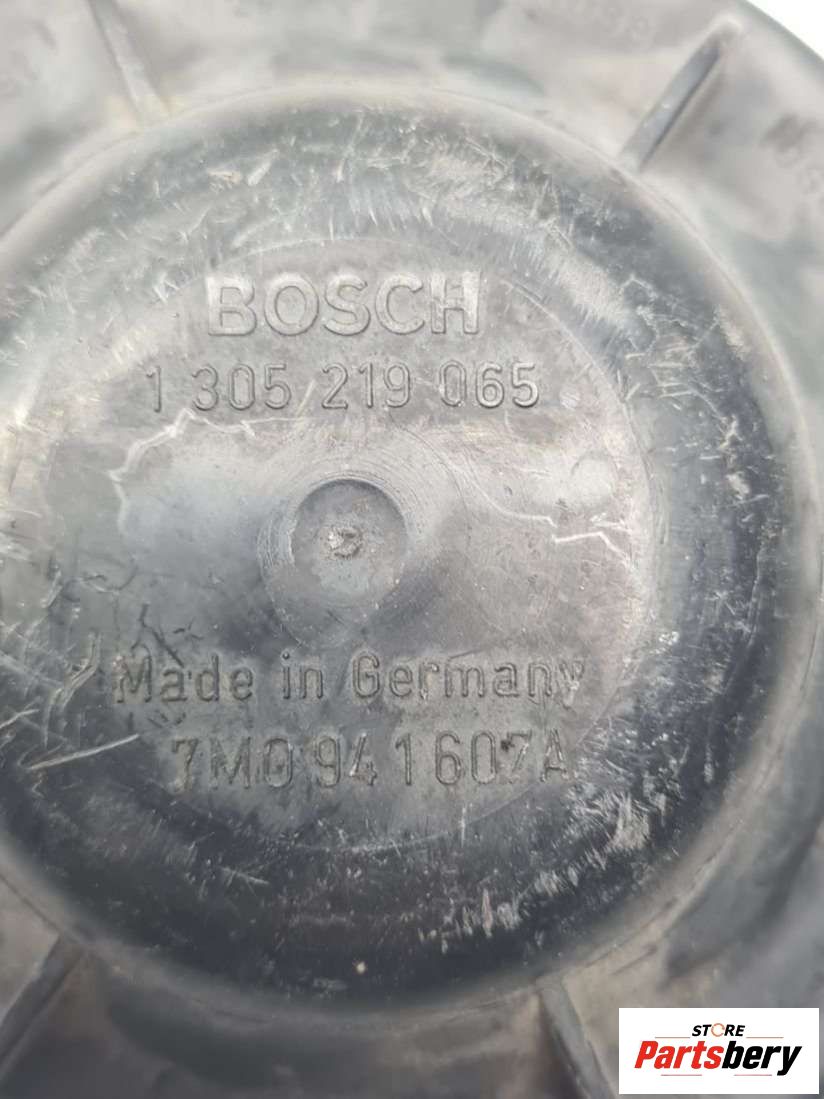 BOSCH
1 305 219 065
Made in Germany
7M0 941 607A
STORE
Partsbery